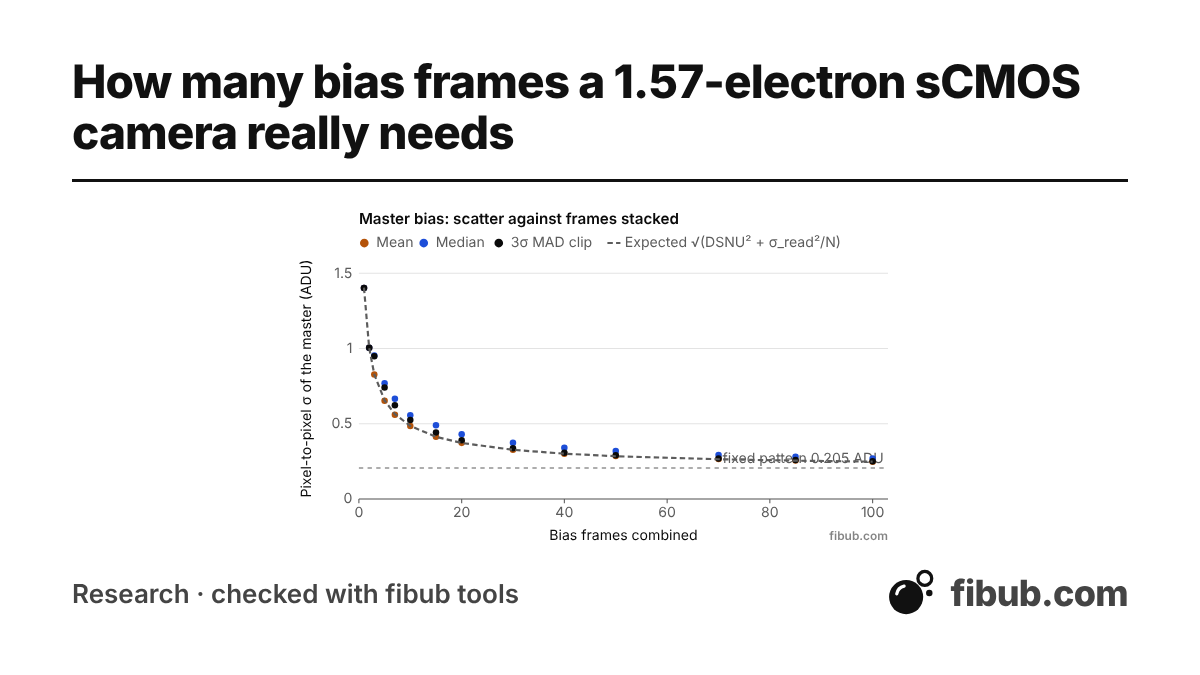 How many bias frames a 1.57-electron sCMOS
camera really needs
Master bias: scatter against frames stacked
Mean Median 3σ MAD clip Expected √(DSNU² + σ_read²/N)
Pixel-to-pixel σ of the master (ADU)
1.5
1
0.5
0
fixed pattern 0.205 ADU
0 20 40 60 80 100
Bias frames combined
fibub.com
Research · checked with fibub tools
fibub.com